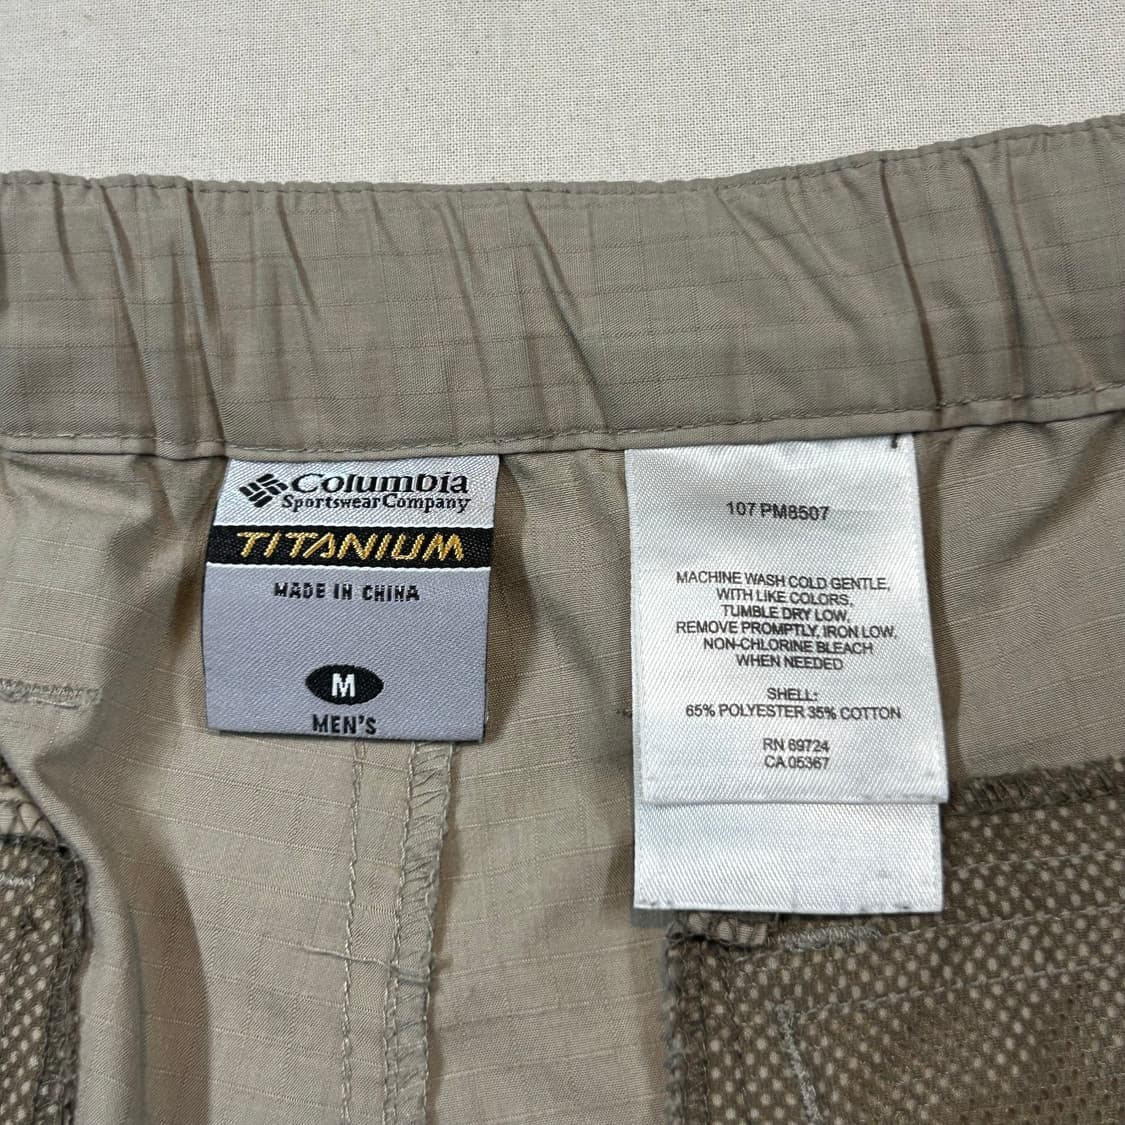 Columbia
Sportswear Company
TITANIUM
MADE IN CHINA
M
MEN'S
107 PM8507
MACHINE WASH COLD GENTLE,
WITH LIKE COLORS,
TUMBLE DRY LOW,
REMOVE PROMPTLY, IRON LOW,
NON-CHLORINE BLEACH
WHEN NEEDED
SHELL:
65% POLYESTER 35% COTTON
RN 69724
CA 05367